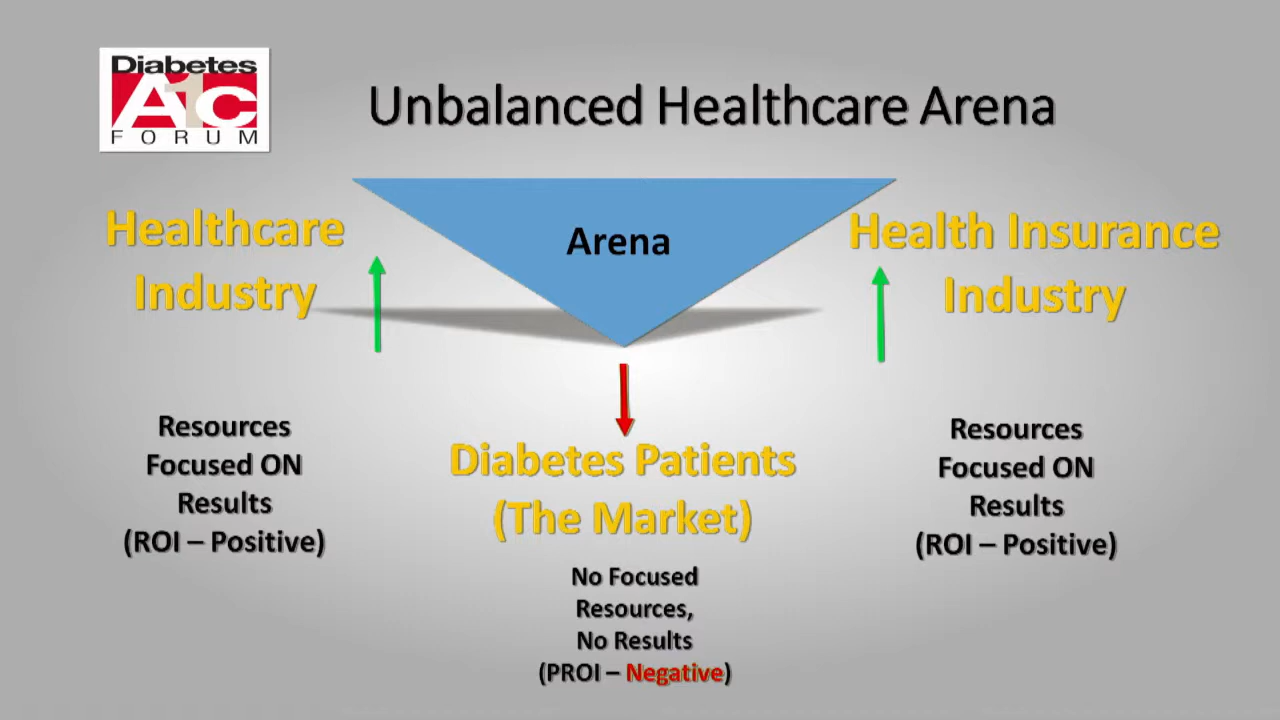 Diabetes
A1c
FORUM
Unbalanced Healthcare Arena
Arena
Healthcare
Industry
Health Insurance
Industry
Resources
Focused ON
Results
(ROI – Positive)
Diabetes Patients
(The Market)
No Focused
Resources,
No Results
(PROI – Negative)
Resources
Focused ON
Results
(ROI – Positive)